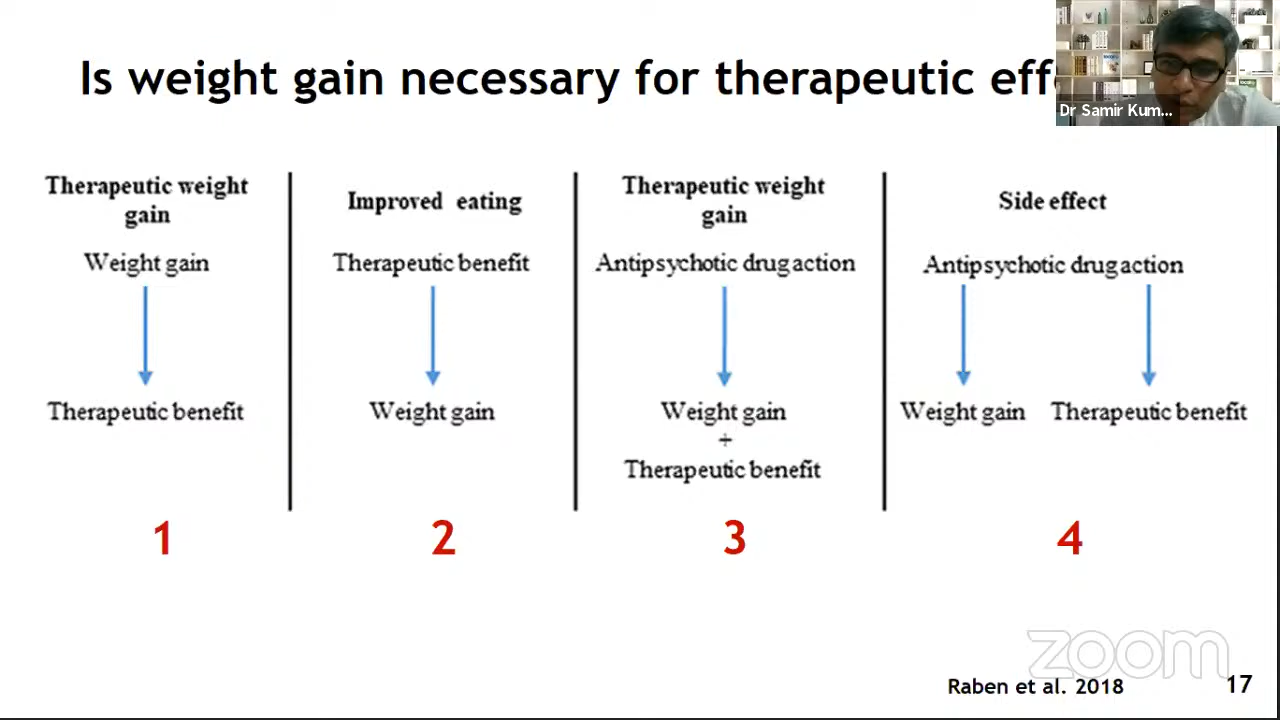 Is weight gain necessary for therapeutic eff
Dr Samir Kum...
Therapeutic weight
gain
Weight gain
Therapeutic benefit
1
Improved eating
Therapeutic benefit
Weight gain
2
Therapeutic weight
gain
Antipsychotic drug action
Weight gain
+
Therapeutic benefit
3
Side effect
Antipsychotic drug action
Weight gain Therapeutic benefit
4
zoom
Raben et al. 2018
17